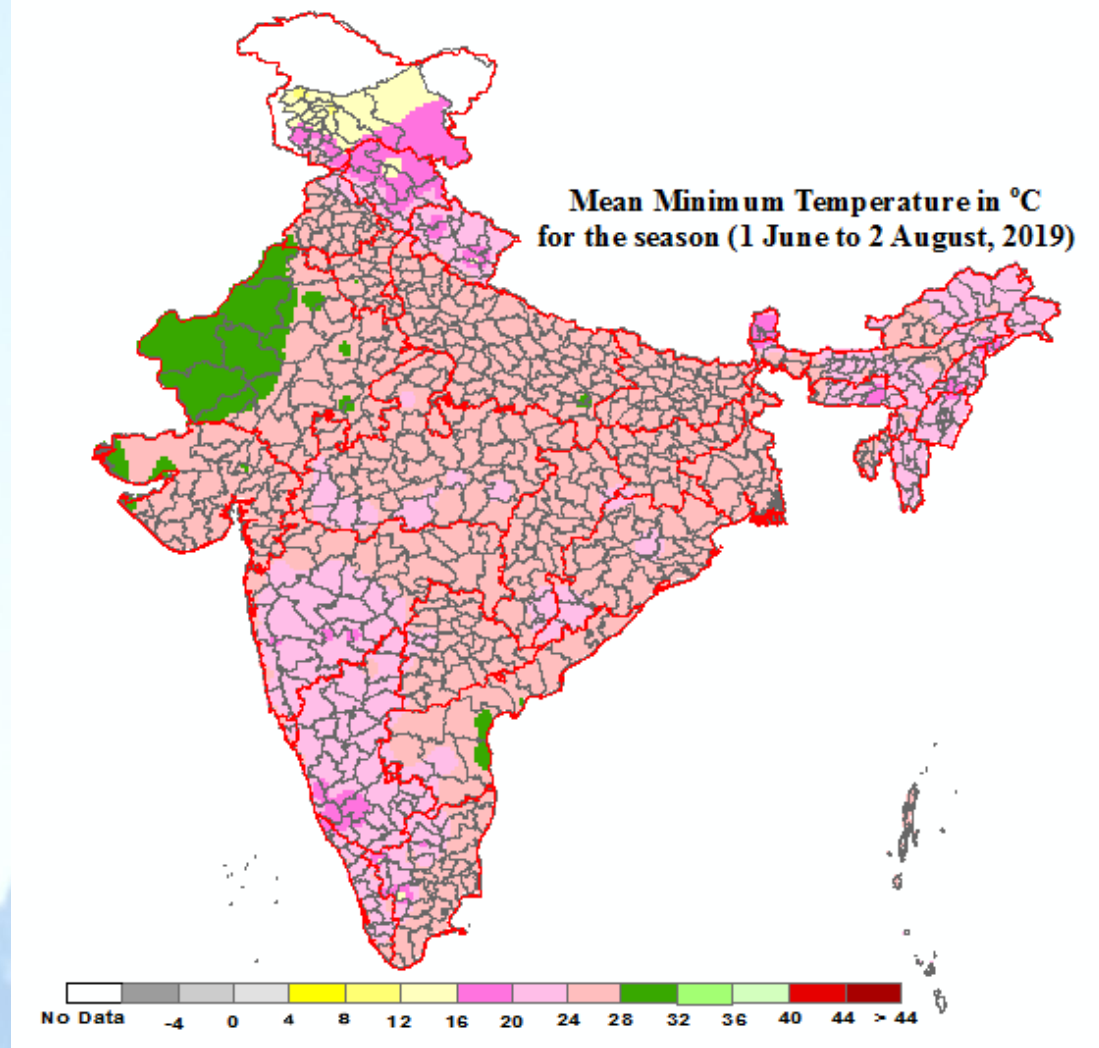 Mean Minimum Temperature in °C
for the season (1 June to 2 August, 2019)
No Data -4 0 4 8 12 16 20 24 28 32 36 40 44 > 44